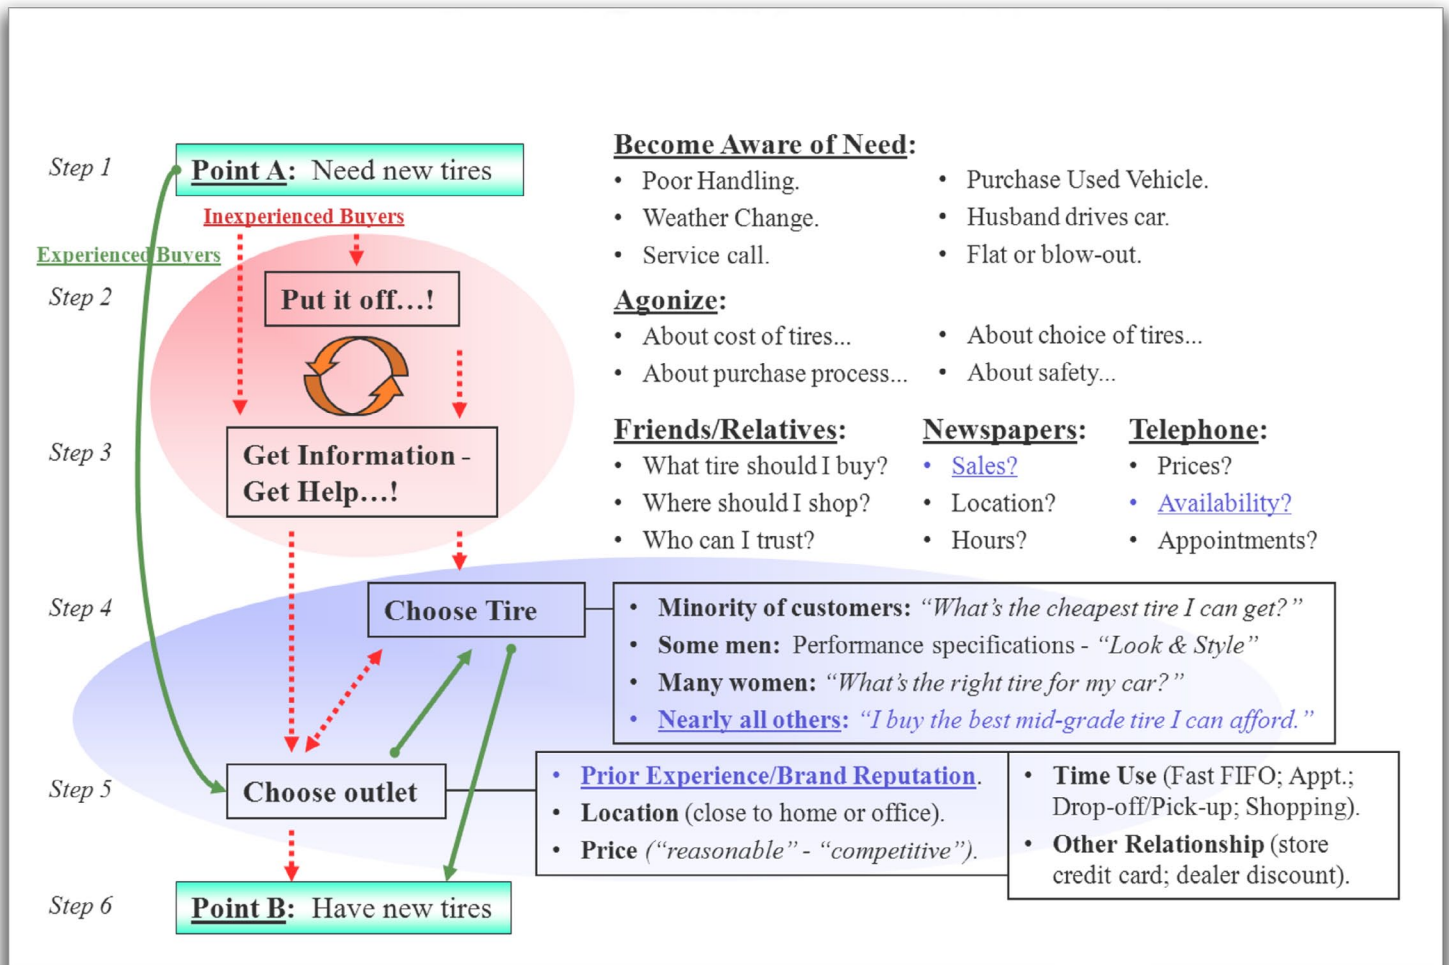 Step 1
Point A: Need new tires
Inexperienced Buyers
Experienced Buyers
Step 2
Put it off...!
Step 3
Get Information -
Get Help...!
Step 4
Choose Tire
Step 5
Choose outlet
Step 6
Point B: Have new tires
Become Aware of Need:
• Poor Handling.
• Weather Change.
• Service call.
• Purchase Used Vehicle.
• Husband drives car.
• Flat or blow-out.
Agonize:
• About cost of tires...
• About purchase process...
• About choice of tires...
• About safety...
Friends/Relatives:
• What tire should I buy?
• Where should I shop?
• Who can I trust?
Newspapers:
• Sales?
• Location?
• Hours?
Telephone:
• Prices?
• Availability?
• Appointments?
• Minority of customers: “What’s the cheapest tire I can get?”
• Some men: Performance specifications - “Look & Style”
• Many women: “What’s the right tire for my car?”
• Nearly all others: “I buy the best mid-grade tire I can afford.”
• Prior Experience/Brand Reputation.
• Location (close to home or office).
• Price (“reasonable” - “competitive”).
• Time Use (Fast FIFO; Appt.;
Drop-off/Pick-up; Shopping).
• Other Relationship (store
credit card; dealer discount).